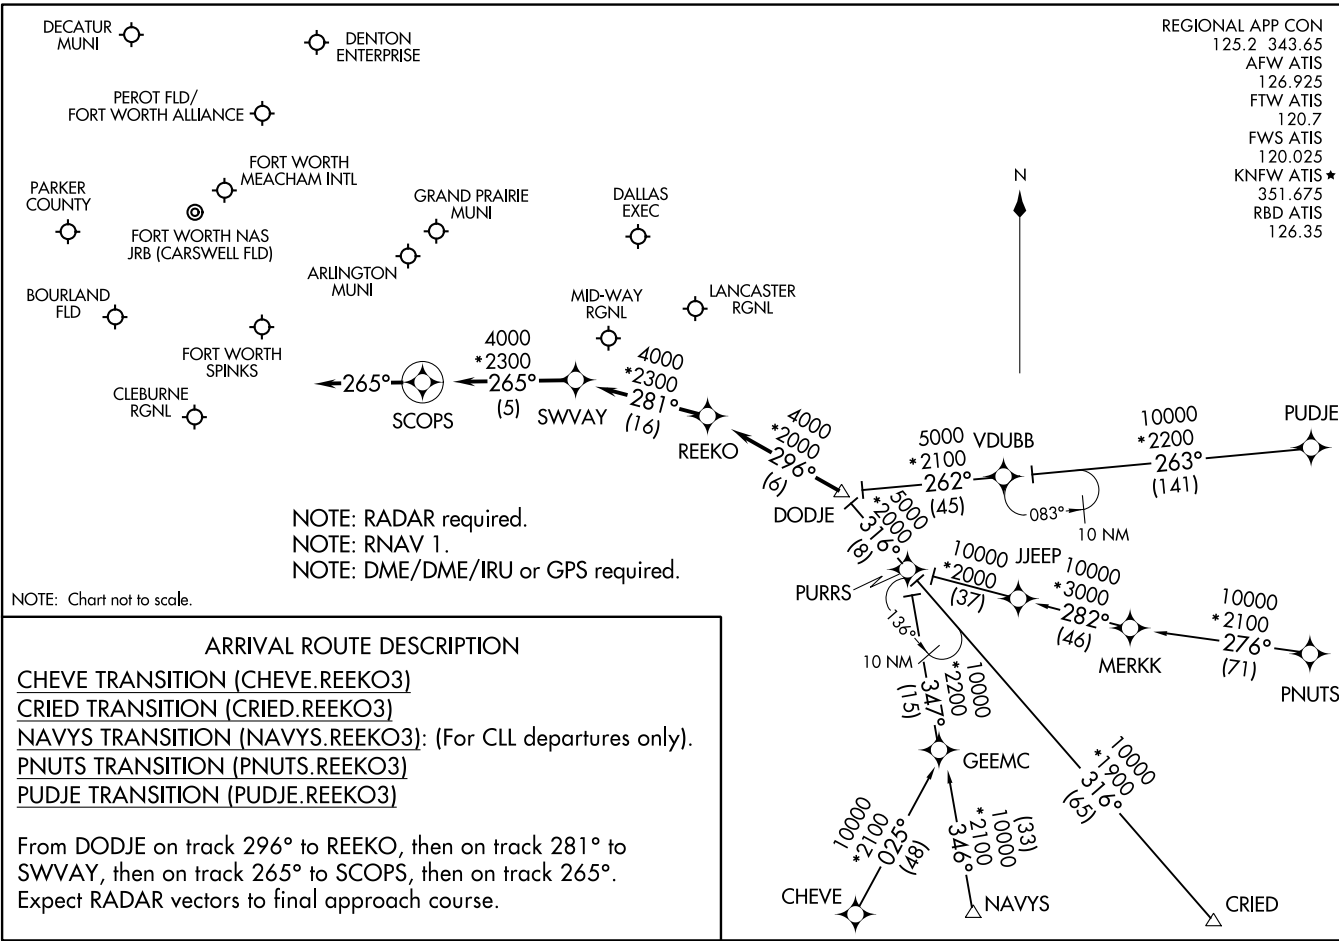 DECATUR
MUNI
DENTON
ENTERPRISE
REGIONAL APP CON
125.2 343.65
AFW ATIS
126.925
FTW ATIS
120.7
FWS ATIS
120.025
KNFW ATIS ★
351.675
RBD ATIS
126.35
PEROT FLD/
FORT WORTH ALLIANCE
FORT WORTH
MEACHAM INTL
PARKER
COUNTY
FORT WORTH NAS
JRB (CARSWELL FLD)
GRAND PRAIRIE
MUNI
DALLAS
EXEC
N
ARLINGTON
MUNI
BOURLAND
FLD
FORT WORTH
SPINKS
MID-WAY
RGNL
LANCASTER
RGNL
CLEBURNE
RGNL
265°
SCOPS
4000
*2300
265°
(5)
SWVAY
4000
*2300
281°
(16)
REEKO
4000
*2000
296°
(6)
DODJE
5000
*2100
262°
(45)
VDUBB
10000
*2200
263°
(141)
PUDJE
083°
10 NM
5000
*2000
316°
(8)
PURRS
10000
*2000
(37)
JJEEP
10000
*3000
282°
(46)
MERKK
10000
*2100
276°
(71)
PNUTS
136°
10 NM
10000
*2200
347°
(15)
GEEMC
10000
*1900
316°
(65)
CRIED
10000
*2100
025°
(48)
CHEVE
(33)
10000
*2100
346°
NAVYS
NOTE: RADAR required.
NOTE: RNAV 1.
NOTE: DME/DME/IRU or GPS required.
NOTE: Chart not to scale.
ARRIVAL ROUTE DESCRIPTION
CHEVE TRANSITION (CHEVE.REEKO3)
CRIED TRANSITION (CRIED.REEKO3)
NAVYS TRANSITION (NAVYS.REEKO3): (For CLL departures only).
PNUTS TRANSITION (PNUTS.REEKO3)
PUDJE TRANSITION (PUDJE.REEKO3)
From DODJE on track 296° to REEKO, then on track 281° to
SWVAY, then on track 265° to SCOPS, then on track 265°.
Expect RADAR vectors to final approach course.